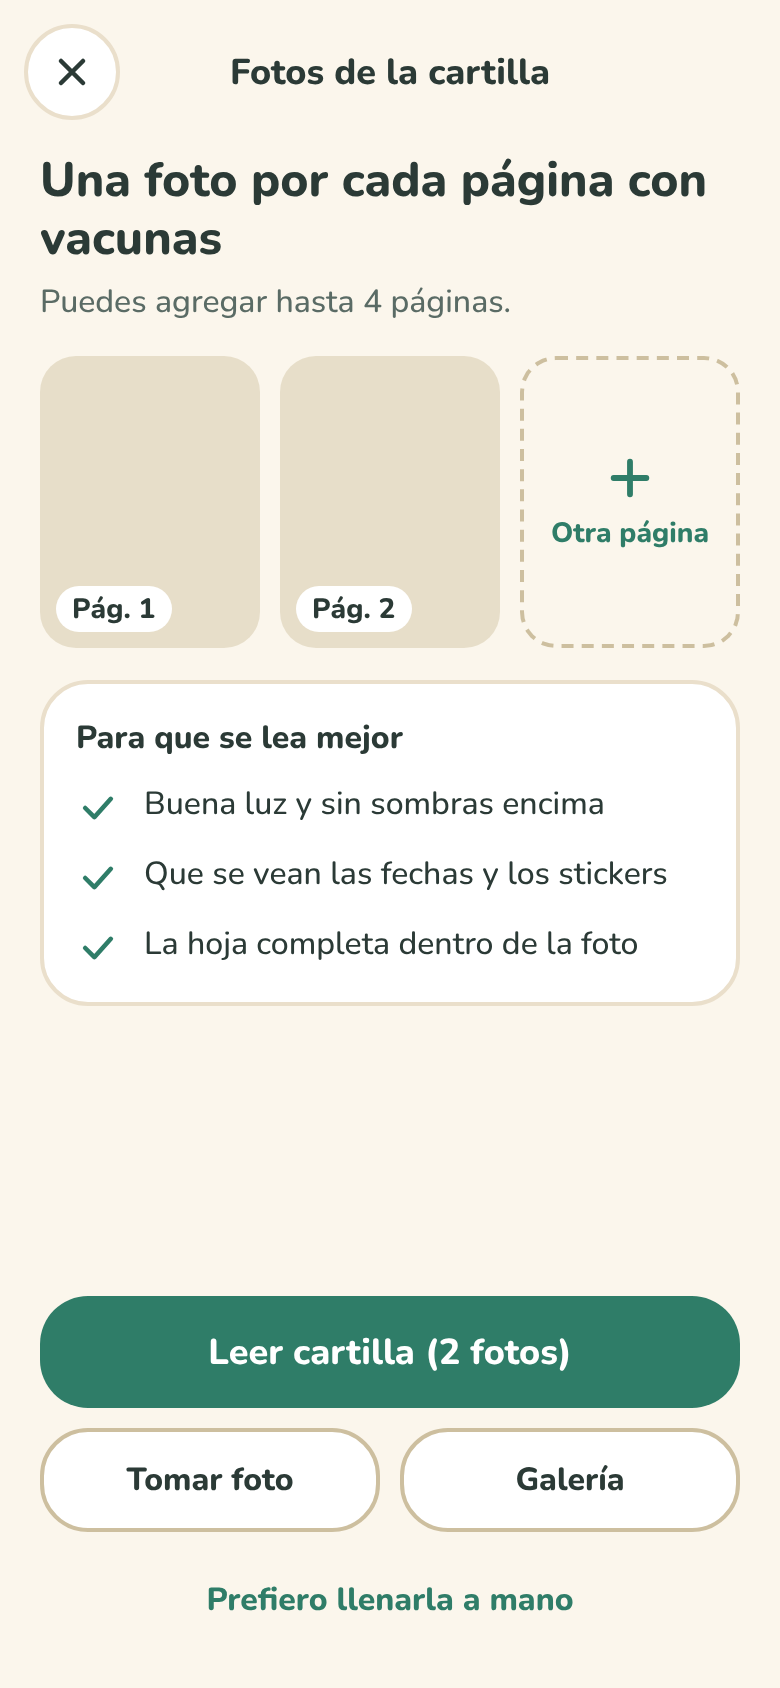 Fotos de la cartilla
Una foto por cada página con
vacunas
Puedes agregar hasta 4 páginas.
Pág. 1
Pág. 2
Otra página
Para que se lea mejor
Buena luz y sin sombras encima
Que se vean las fechas y los stickers
La hoja completa dentro de la foto
Leer cartilla (2 fotos)
Tomar foto
Galería
Prefiero llenarla a mano